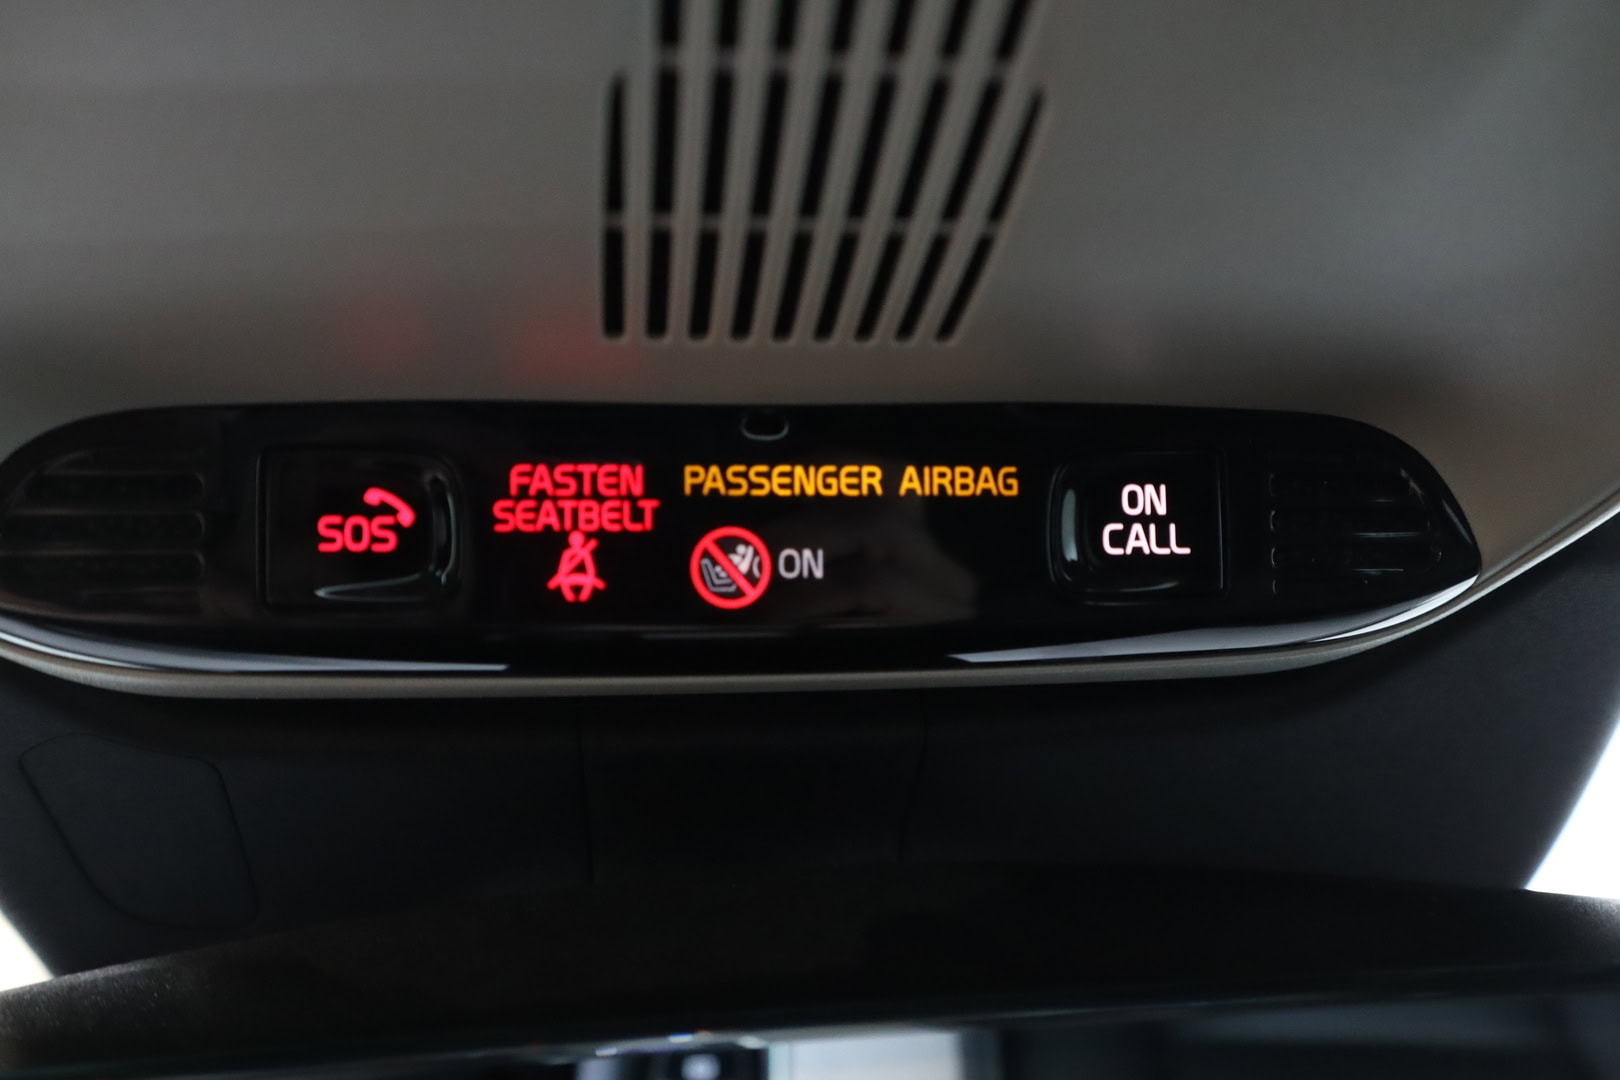 SOS
FASTEN
SEATBELT
PASSENGER AIRBAG
ON
ON
CALL